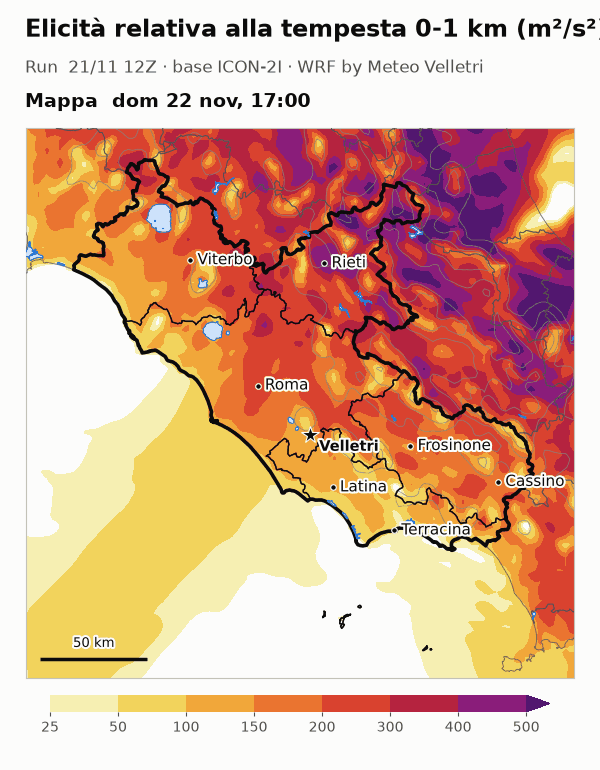 Elicità relativa alla tempesta 0-1 km (m²/s²)
Run  21/11 12Z · base ICON-2I · WRF by Meteo Velletri
Mappa  dom 22 nov, 17:00
Viterbo
Rieti
Roma
Velletri
Frosinone
Cassino
Latina
Terracina
50 km
25 50 100 150 200 300 400 500